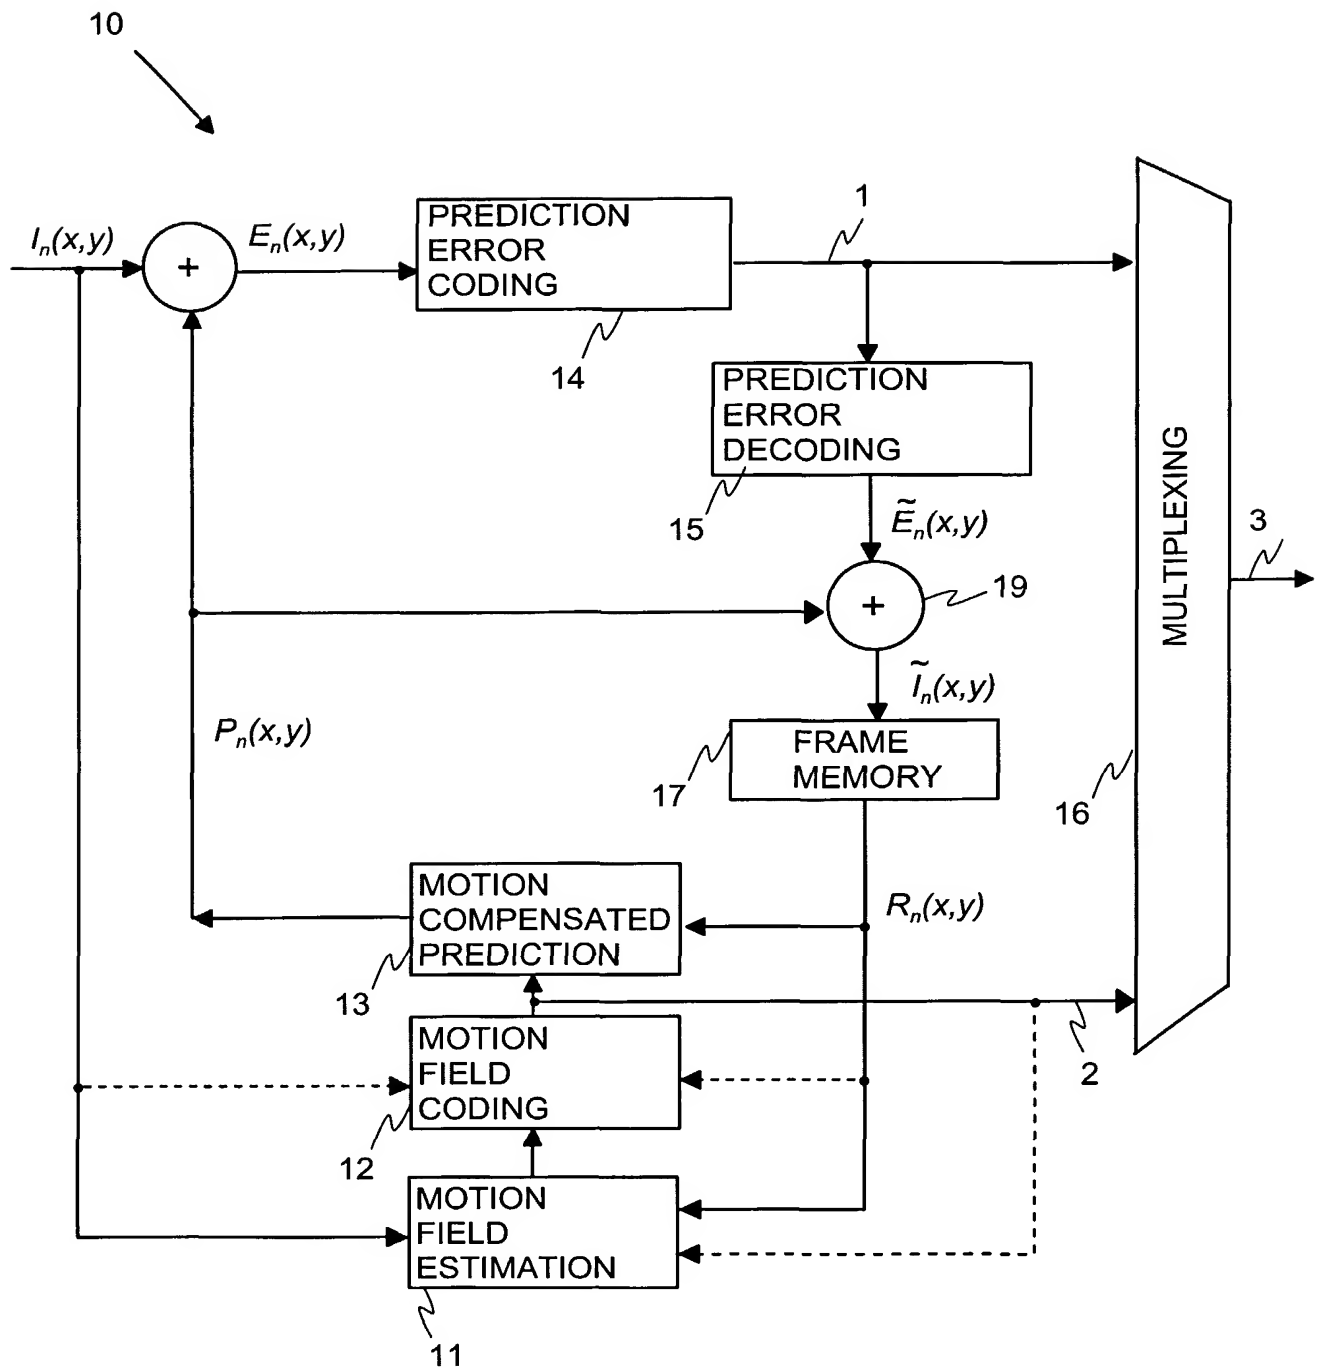 10
I_n(x,y)
+
E_n(x,y)
PREDICTION
ERROR
CODING
14
1
PREDICTION
ERROR
DECODING
15
Ẽ_n(x,y)
+
19
Ĩ_n(x,y)
FRAME
MEMORY
17
MULTIPLEXING
16
3
P_n(x,y)
R_n(x,y)
MOTION
COMPENSATED
PREDICTION
13
2
MOTION
FIELD
CODING
12
MOTION
FIELD
ESTIMATION
11